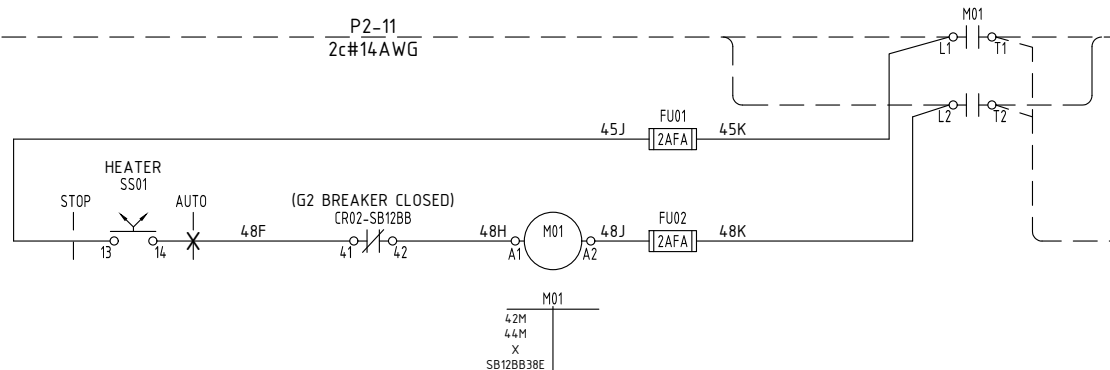 M01
P2-11
2c#14AWG
L1 T1
L2 T2
FU01
45J 2AFA 45K
HEATER
SS01
STOP AUTO
(G2 BREAKER CLOSED)
CR02-SB12BB
FU02
13 14 48F 41 42 48H A1 M01 A2 48J 2AFA 48K
M01
42M
44M
X
SB12BB38E